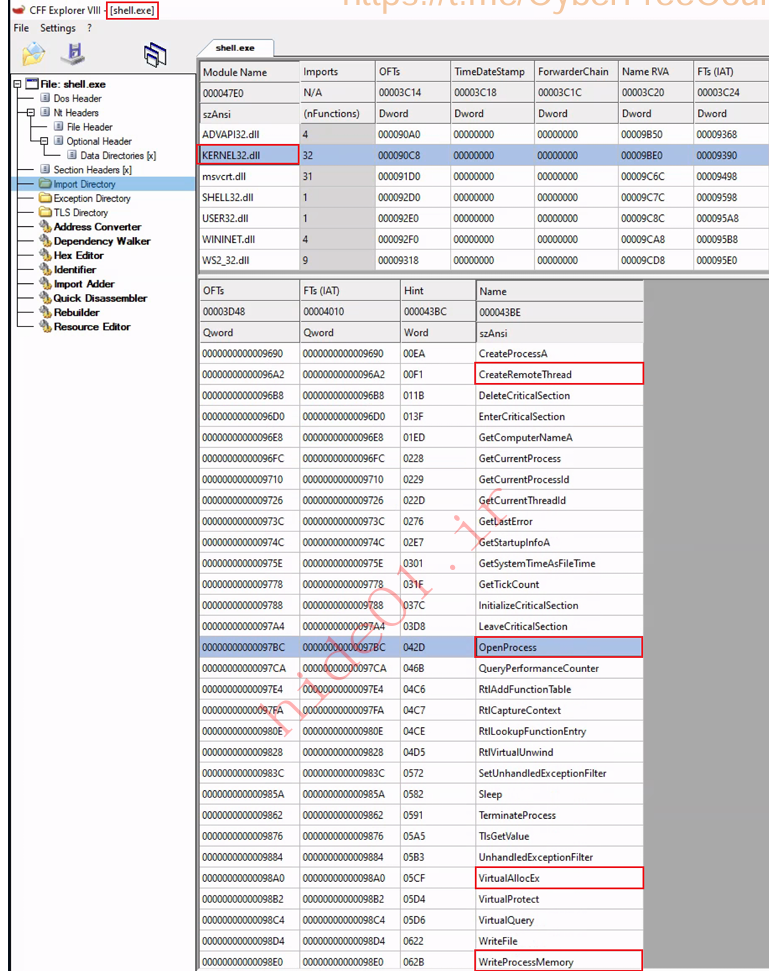 CFF Explorer VIII - [shell.exe]
File Settings ?
shell.exe
File: shell.exe
Dos Header
Nt Headers
File Header
Optional Header
Data Directories [x]
Section Headers [x]
Import Directory
Exception Directory
TLS Directory
Address Converter
Dependency Walker
Hex Editor
Identifier
Import Adder
Quick Disassembler
Rebuilder
Resource Editor
Module Name Imports OFTs TimeDateStamp ForwarderChain Name RVA FTs (IAT)
000047E0 N/A 00003C14 00003C18 00003C1C 00003C20 00003C24
szAnsi (nFunctions) Dword Dword Dword Dword Dword
ADVAPI32.dll 4 000090A0 00000000 00000000 00009B50 00009368
KERNEL32.dll 32 000090C8 00000000 00000000 00009BE0 00009390
msvcrt.dll 31 000091D0 00000000 00000000 00009C6C 00009498
SHELL32.dll 1 000092D0 00000000 00000000 00009C7C 00009598
USER32.dll 1 000092E0 00000000 00000000 00009C8C 000095A8
WININET.dll 4 000092F0 00000000 00000000 00009CA8 000095B8
WS2_32.dll 9 00009318 00000000 00000000 00009CD8 000095E0
OFTs FTs (IAT) Hint Name
00003D48 00004010 000043BC 000043BE
Qword Qword Word szAnsi
0000000000009690 0000000000009690 00EA CreateProcessA
00000000000096A2 00000000000096A2 00F1 CreateRemoteThread
00000000000096B8 00000000000096B8 011B DeleteCriticalSection
00000000000096D0 00000000000096D0 013F EnterCriticalSection
00000000000096E8 00000000000096E8 01ED GetComputerNameA
00000000000096FC 00000000000096FC 0228 GetCurrentProcess
0000000000009710 0000000000009710 0229 GetCurrentProcessId
0000000000009726 0000000000009726 022D GetCurrentThreadId
000000000000973C 000000000000973C 0276 GetLastError
000000000000974C 000000000000974C 02E7 GetStartupInfoA
000000000000975E 000000000000975E 0301 GetSystemTimeAsFileTime
0000000000009778 0000000000009778 031F GetTickCount
0000000000009788 0000000000009788 037C InitializeCriticalSection
00000000000097A4 00000000000097A4 03D8 LeaveCriticalSection
00000000000097BC 00000000000097BC 042D OpenProcess
00000000000097CA 00000000000097CA 046B QueryPerformanceCounter
00000000000097E4 00000000000097E4 04C6 RtlAddFunctionTable
00000000000097FA 00000000000097FA 04C7 RtlCaptureContext
000000000000980E 000000000000980E 04CE RtlLookupFunctionEntry
0000000000009828 0000000000009828 04D5 RtlVirtualUnwind
000000000000983C 000000000000983C 0572 SetUnhandledExceptionFilter
000000000000985A 000000000000985A 0582 Sleep
0000000000009862 0000000000009862 0591 TerminateProcess
0000000000009876 0000000000009876 05A5 TlsGetValue
0000000000009884 0000000000009884 05B3 UnhandledExceptionFilter
00000000000098A0 00000000000098A0 05CF VirtualAllocEx
00000000000098B2 00000000000098B2 05D4 VirtualProtect
00000000000098C4 00000000000098C4 05D6 VirtualQuery
00000000000098D4 00000000000098D4 0622 WriteFile
00000000000098E0 00000000000098E0 062B WriteProcessMemory
hide01.ir